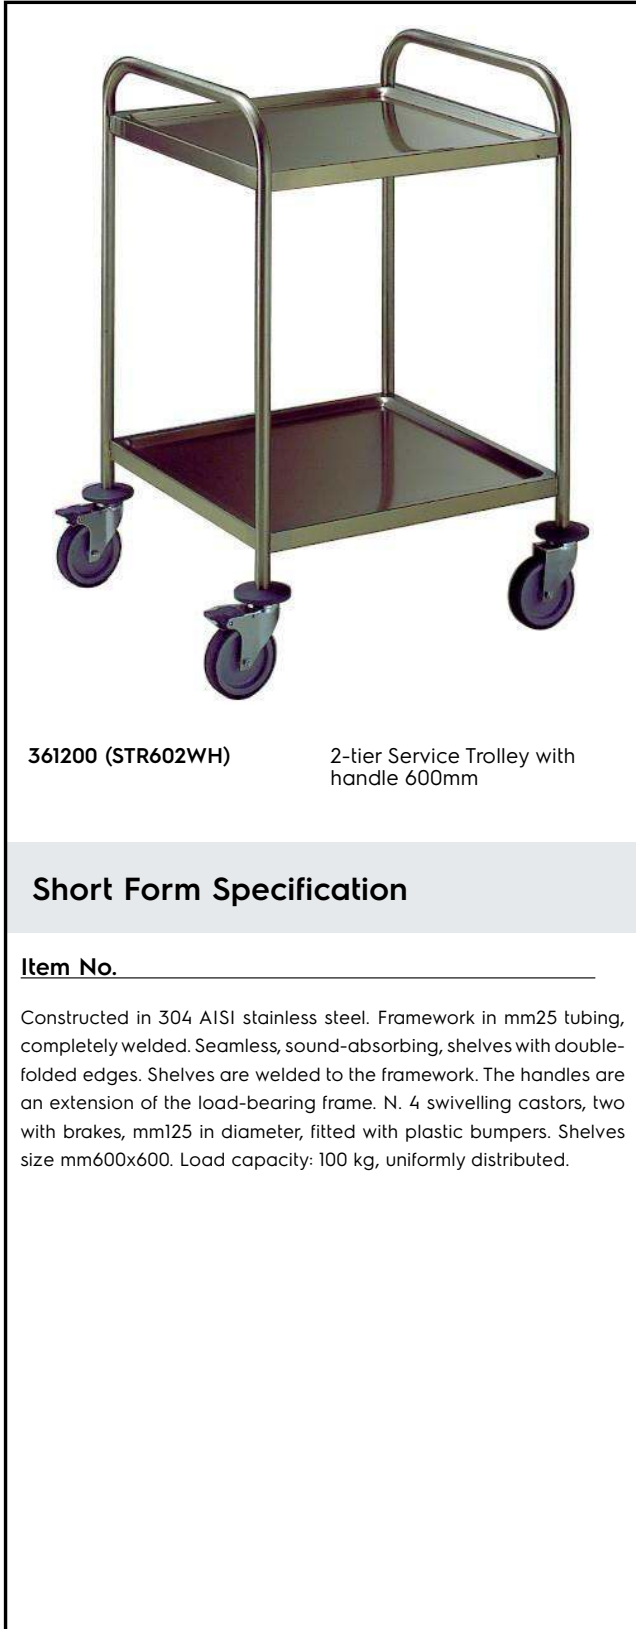 361200 (STR602WH)
2-tier Service Trolley with
handle 600mm
Short Form Specification
Item No.
Constructed in 304 AISI stainless steel. Framework in mm25 tubing,
completely welded. Seamless, sound-absorbing, shelves with double-
folded edges. Shelves are welded to the framework. The handles are
an extension of the load-bearing frame. N. 4 swivelling castors, two
with brakes, mm125 in diameter, fitted with plastic bumpers. Shelves
size mm600x600. Load capacity: 100 kg, uniformly distributed.